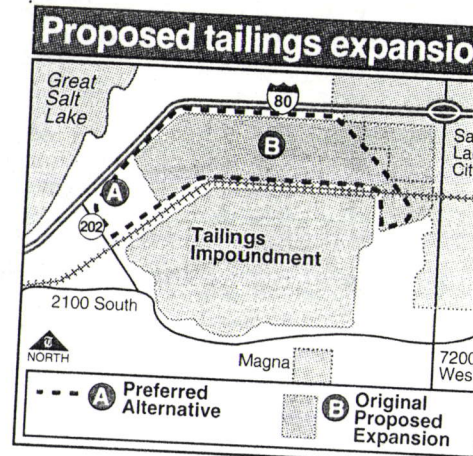 Proposed tailings expansio
Great
Salt
Lake
80
B
Sa
La
Cit
A
202
Tailings
Impoundment
2100 South
NORTH
Magna
7200
Wes
A Preferred
Alternative
B Original
Proposed
Expansion